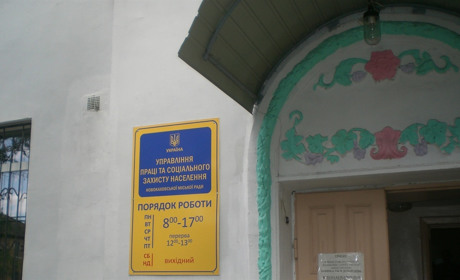 УКРАЇНА
УПРАВЛІННЯ
ПРАЦІ ТА СОЦІАЛЬНОГО
ЗАХИСТУ НАСЕЛЕННЯ
НОВОКАХОВСЬКОЇ МІСЬКОЇ РАДИ
ПОРЯДОК РОБОТИ
ПН
ВТ 8⁰⁰-17⁰⁰
СР
ЧТ ПЕРЕРВА
ПТ 12⁰⁰-13⁰⁰
СБ
НД ВИХІДНИЙ